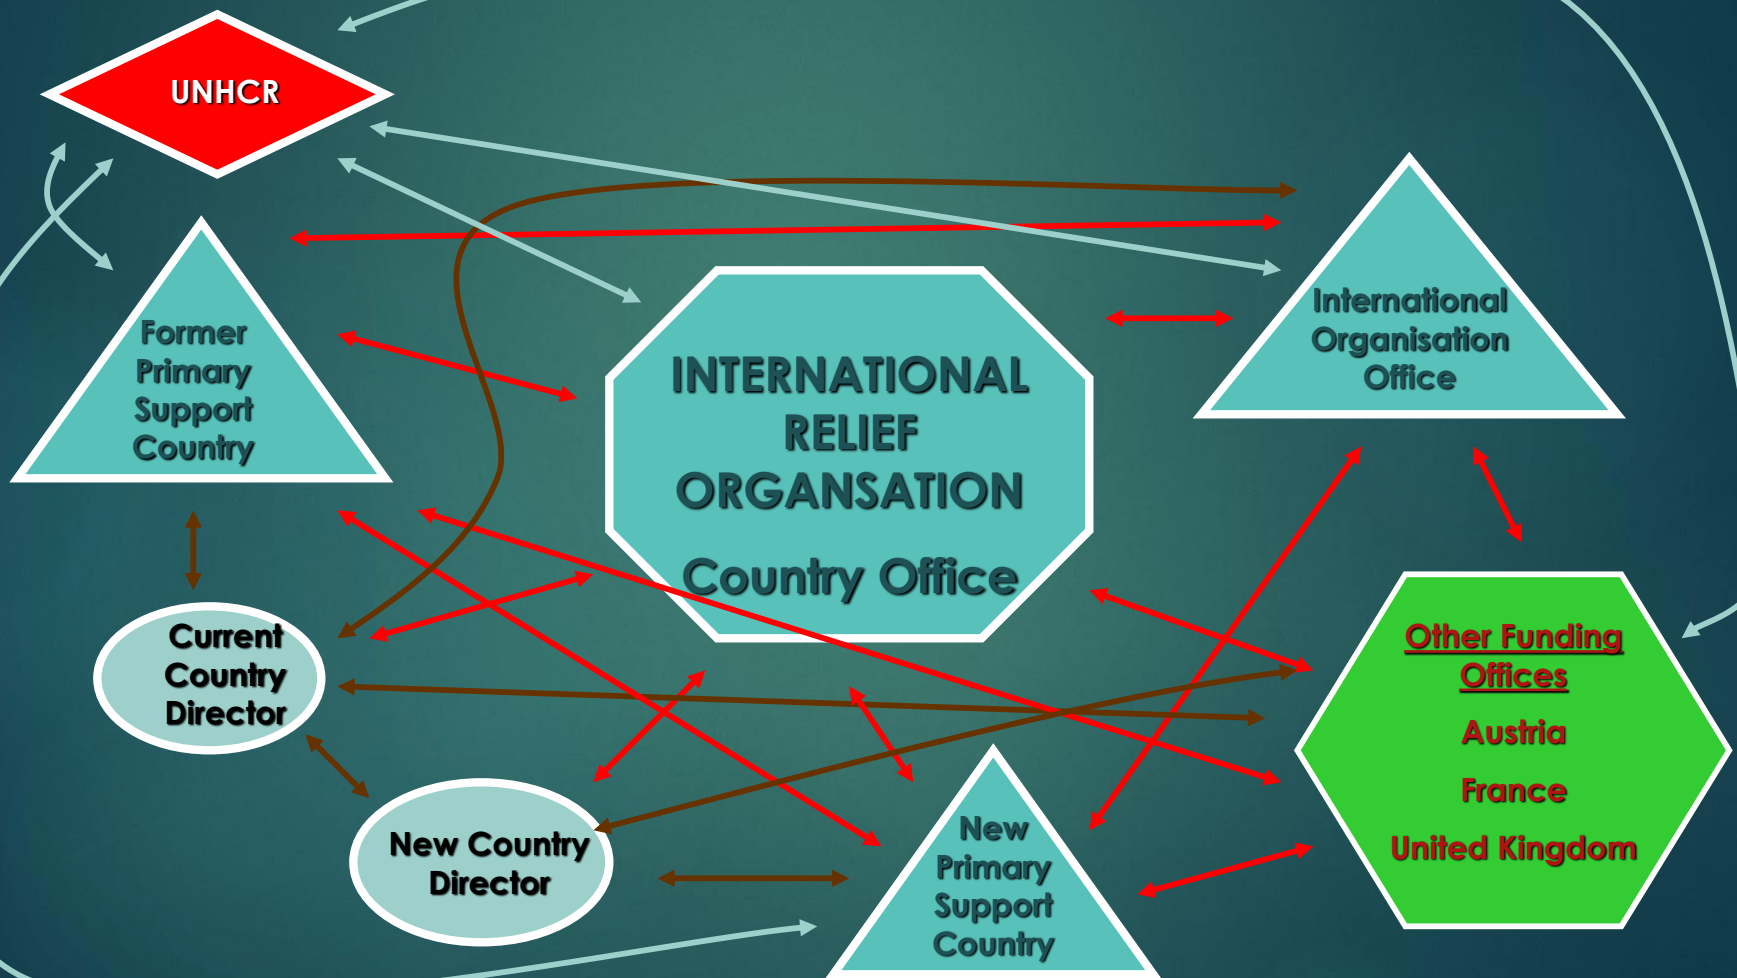 UNHCR
International
Organisation
Office
Former
Primary
Support
Country
INTERNATIONAL
RELIEF
ORGANSATION
Country Office
Current
Country
Director
Other Funding
Offices
Austria
France
United Kingdom
New Country
Director
New
Primary
Support
Country